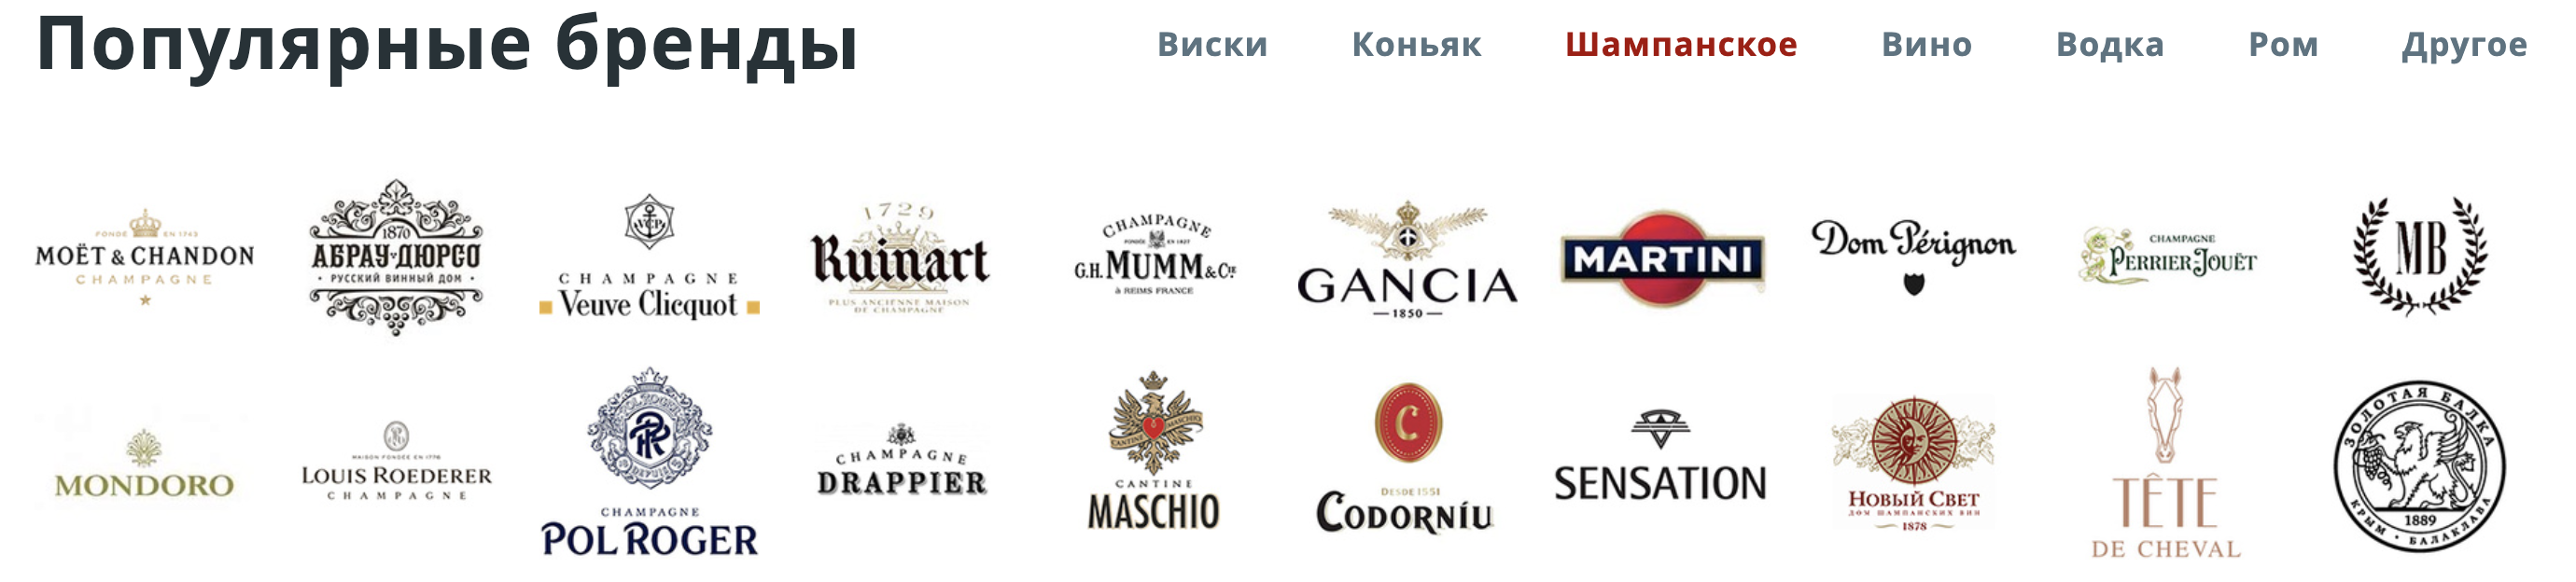 Популярные бренды
Виски Коньяк Шампанское Вино Водка Ром Другое
FONDÉ EN 1743
MOËT & CHANDON
CHAMPAGNE
1870
АБРАУ-ДЮРСО
• РУССКИЙ ВИННЫЙ ДОМ •
VCP
CHAMPAGNE
Veuve Clicquot
1729
Ruinart
PLUS ANCIENNE MAISON
DE CHAMPAGNE
CHAMPAGNE
FONDÉE EN 1827
G.H. MUMM & Cie
à REIMS FRANCE
GANCIA
1850
MARTINI
Dom Pérignon
CHAMPAGNE
PERRIER-JOUËT
MB
MONDORO
MAISON FONDÉE EN 1776
LOUIS ROEDERER
CHAMPAGNE
POL ROGER
PR
DEPUIS
CHAMPAGNE
POL ROGER
CHAMPAGNE
DRAPPIER
CANTINE MASCHIO
CANTINE
MASCHIO
C
DESDE 1551
CODORNÍU
SENSATION
НОВЫЙ СВЕТ
ДОМ ШАМПАНСКИХ ВИН
1878
TÊTE
DE CHEVAL
ЗОЛОТАЯ БАЛКА
1889
КРЫМ • БАЛАКЛАВА